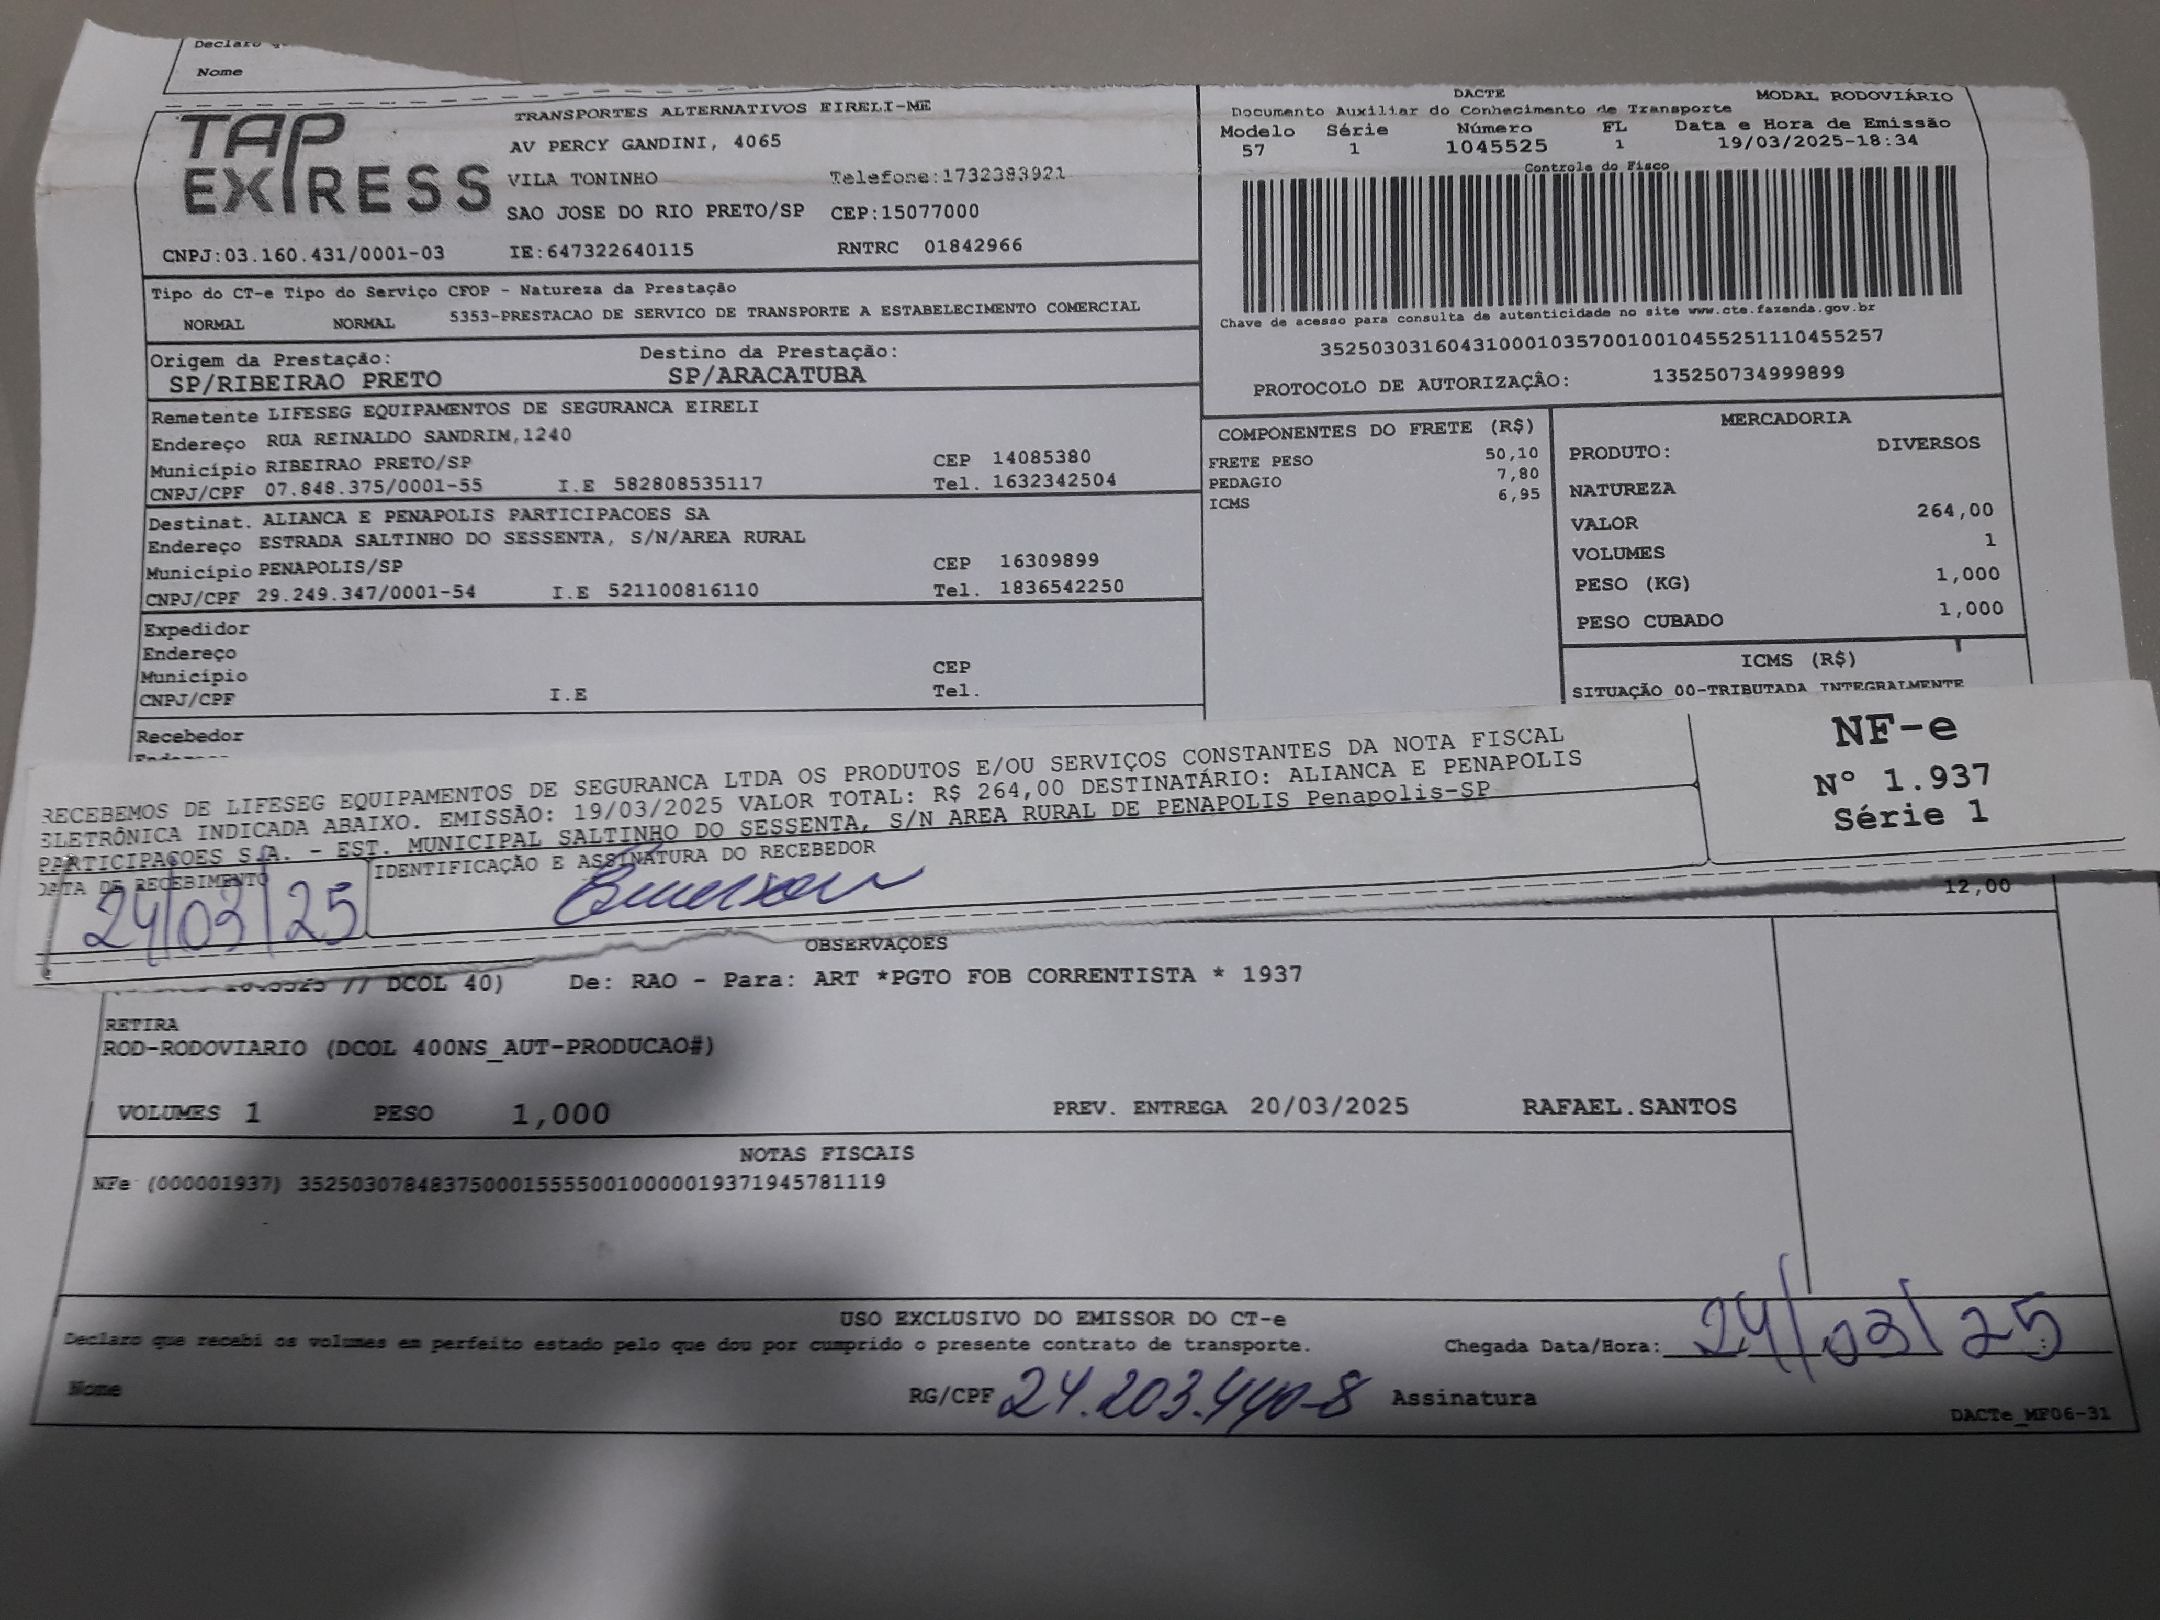 Declaro
Nome
TAP EXPRESS
TRANSPORTES ALTERNATIVOS EIRELI-ME
AV PERCY GANDINI, 4065
VILA TONINHO Telefone:1732383921
SAO JOSE DO RIO PRETO/SP CEP:15077000
CNPJ:03.160.431/0001-03 IE:647322640115 RNTRC 01842966
DACTE MODAL RODOVIÁRIO
Documento Auxiliar do Conhecimento de Transporte
Modelo Série Número FL Data e Hora de Emissão
57 1 1045525 1 19/03/2025-18:34
Controle do Fisco
Chave de acesso para consulta de autenticidade no site www.cte.fazenda.gov.br
35250303160431000103570010010455251110455257
PROTOCOLO DE AUTORIZAÇÃO: 135250734999899
Tipo do CT-e Tipo do Serviço CFOP - Natureza da Prestação
NORMAL NORMAL 5353-PRESTACAO DE SERVICO DE TRANSPORTE A ESTABELECIMENTO COMERCIAL
Origem da Prestação: Destino da Prestação:
SP/RIBEIRAO PRETO SP/ARACATUBA
Remetente LIFESEG EQUIPAMENTOS DE SEGURANCA EIRELI
Endereço RUA REINALDO SANDRIM,1240
Município RIBEIRAO PRETO/SP CEP 14085380
CNPJ/CPF 07.848.375/0001-55 I.E 582808535117 Tel. 1632342504
Destinat. ALIANCA E PENAPOLIS PARTICIPACOES SA
Endereço ESTRADA SALTINHO DO SESSENTA, S/N/AREA RURAL
Município PENAPOLIS/SP CEP 16309899
CNPJ/CPF 29.249.347/0001-54 I.E 521100816110 Tel. 1836542250
Expedidor
Endereço
Município CEP
CNPJ/CPF I.E Tel.
Recebedor
Endereço
COMPONENTES DO FRETE (R$)
FRETE PESO 50,10
PEDAGIO 7,80
ICMS 6,95
MERCADORIA
PRODUTO: DIVERSOS
NATUREZA
VALOR 264,00
VOLUMES 1
PESO (KG) 1,000
PESO CUBADO 1,000
ICMS (R$)
SITUAÇÃO 00-TRIBUTADA INTEGRALMENTE
RECEBEMOS DE LIFESEG EQUIPAMENTOS DE SEGURANCA LTDA OS PRODUTOS E/OU SERVIÇOS CONSTANTES DA NOTA FISCAL
ELETRÔNICA INDICADA ABAIXO. EMISSÃO: 19/03/2025 VALOR TOTAL: R$ 264,00 DESTINATÁRIO: ALIANCA E PENAPOLIS
PARTICIPACOES S.A. - EST. MUNICIPAL SALTINHO DO SESSENTA, S/N AREA RURAL DE PENAPOLIS Penapolis-SP
DATA DE RECEBIMENTO IDENTIFICAÇÃO E ASSINATURA DO RECEBEDOR
24/03/25 Emerson
NF-e
N° 1.937
Série 1
12,00
OBSERVAÇOES
// DCOL 40) De: RAO - Para: ART *PGTO FOB CORRENTISTA * 1937
RETIRA
ROD-RODOVIARIO (DCOL 400NS_AUT-PRODUCAO#)
VOLUMES 1 PESO 1,000 PREV. ENTREGA 20/03/2025 RAFAEL.SANTOS
NOTAS FISCAIS
NFe (000001937) 35250307848375000155550010000019371945781119
USO EXCLUSIVO DO EMISSOR DO CT-e
Declaro que recebi os volumes em perfeito estado pelo que dou por cumprido o presente contrato de transporte. Chegada Data/Hora: 24/03/25
Nome RG/CPF 24.203.440-8 Assinatura
DACTe_MF06-31